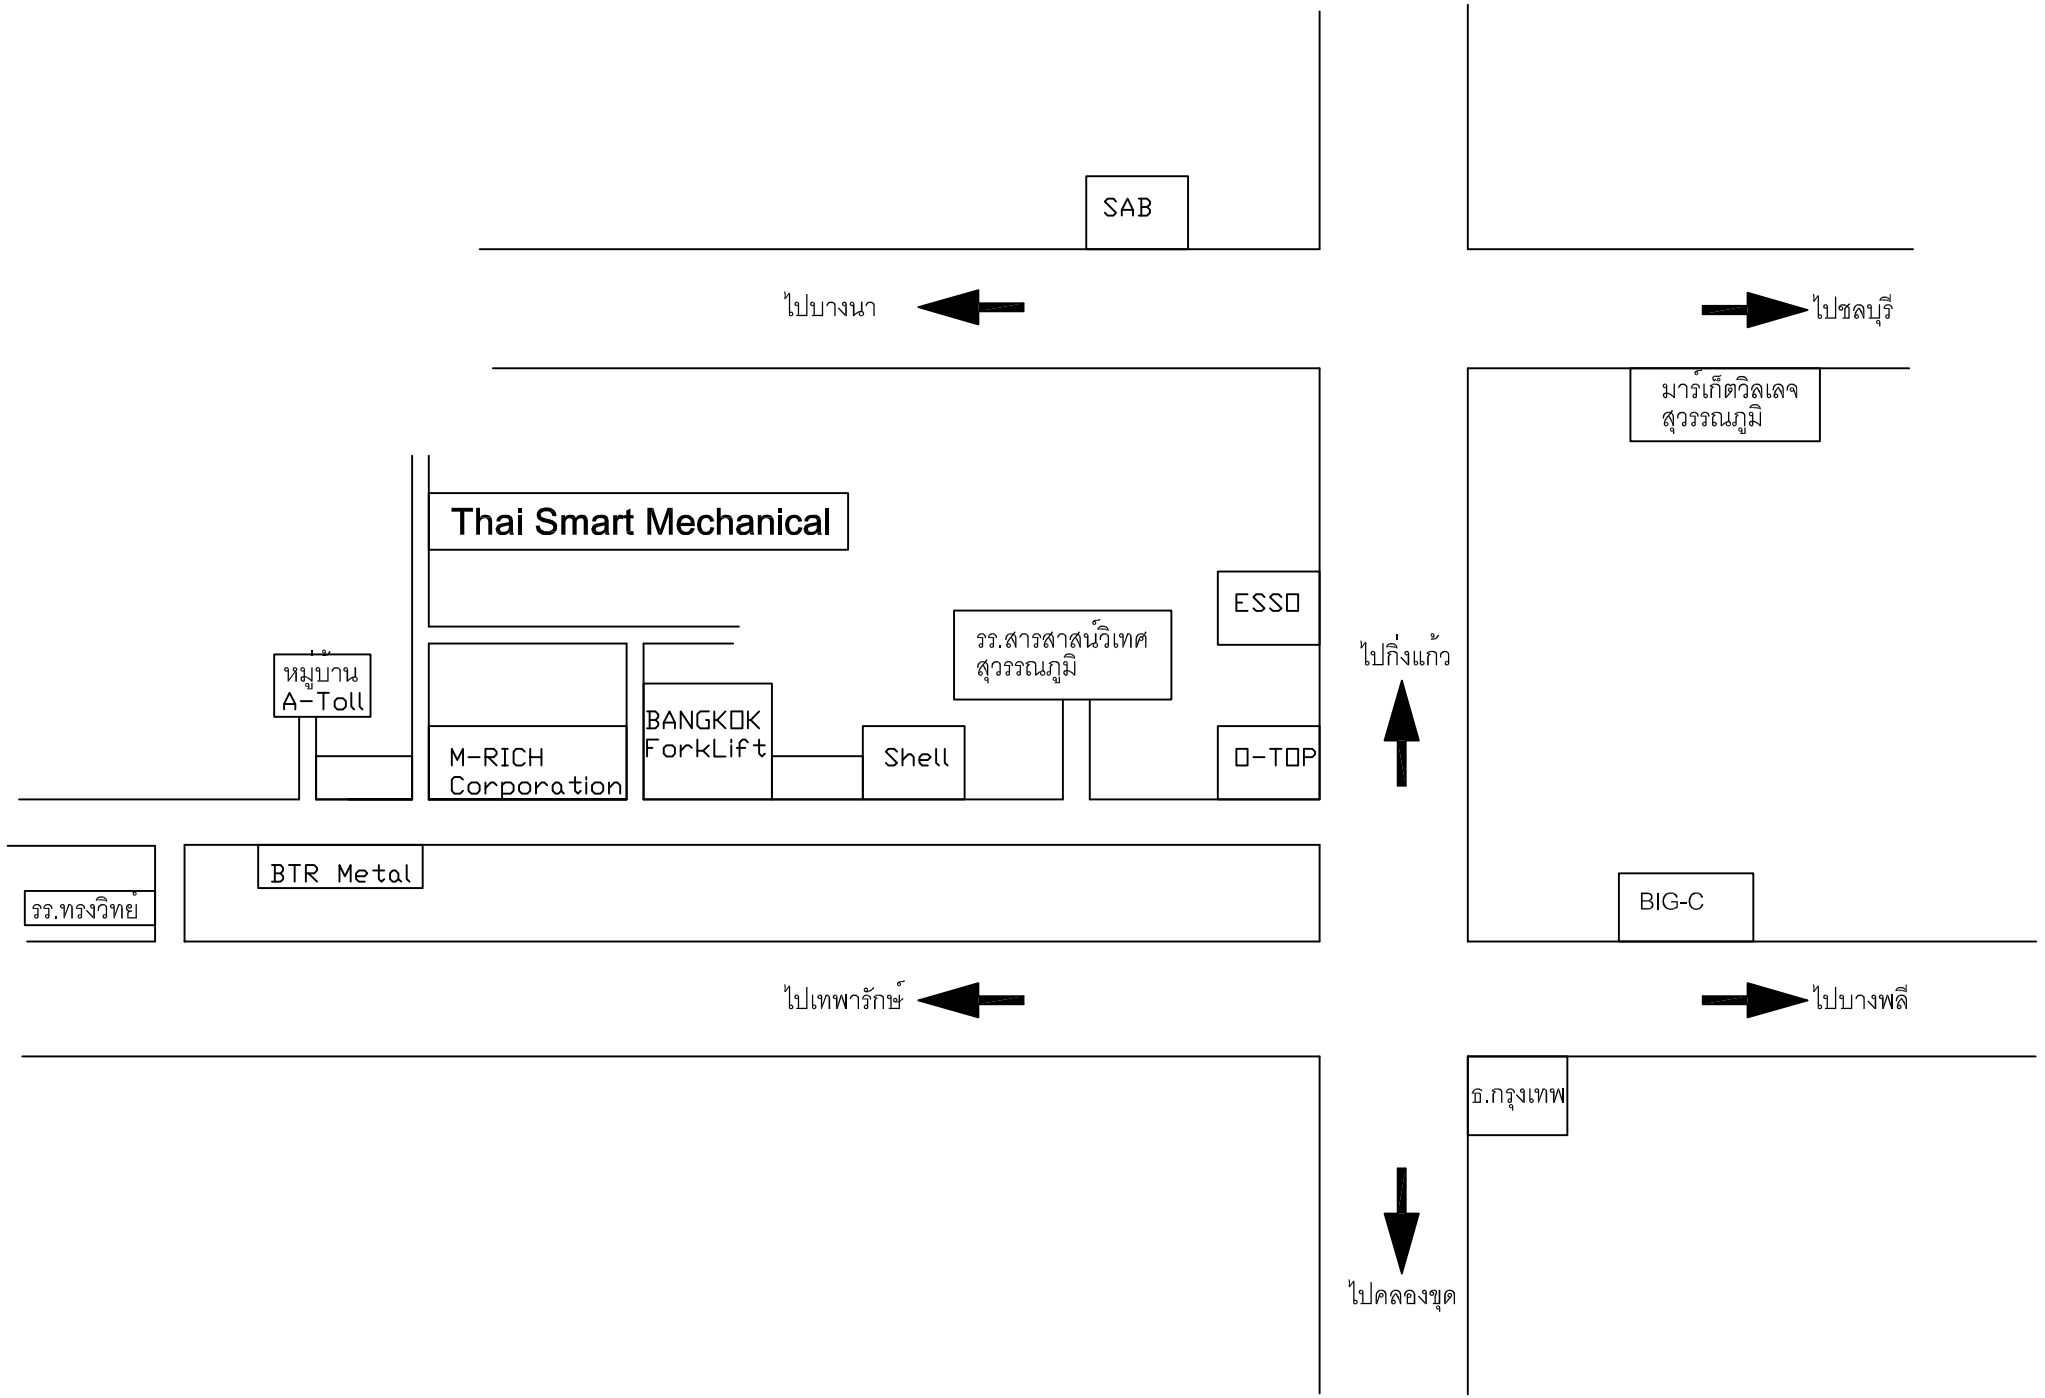 SAB
ไปบางนา
ไปชลบุรี
มาร์เก็ตวิลเลจ
สุวรรณภูมิ
Thai Smart Mechanical
ESSO
รร.สารสาสน์วิเทศ
สุวรรณภูมิ
ไปกิ่งแก้ว
หมู่บ้าน
A-Toll
BANGKOK
ForkLift
M-RICH
Corporation
Shell
O-TOP
BTR Metal
รร.ทรงวิทย์
BIG-C
ไปเทพารักษ์
ไปบางพลี
ธ.กรุงเทพ
ไปคลองขุด